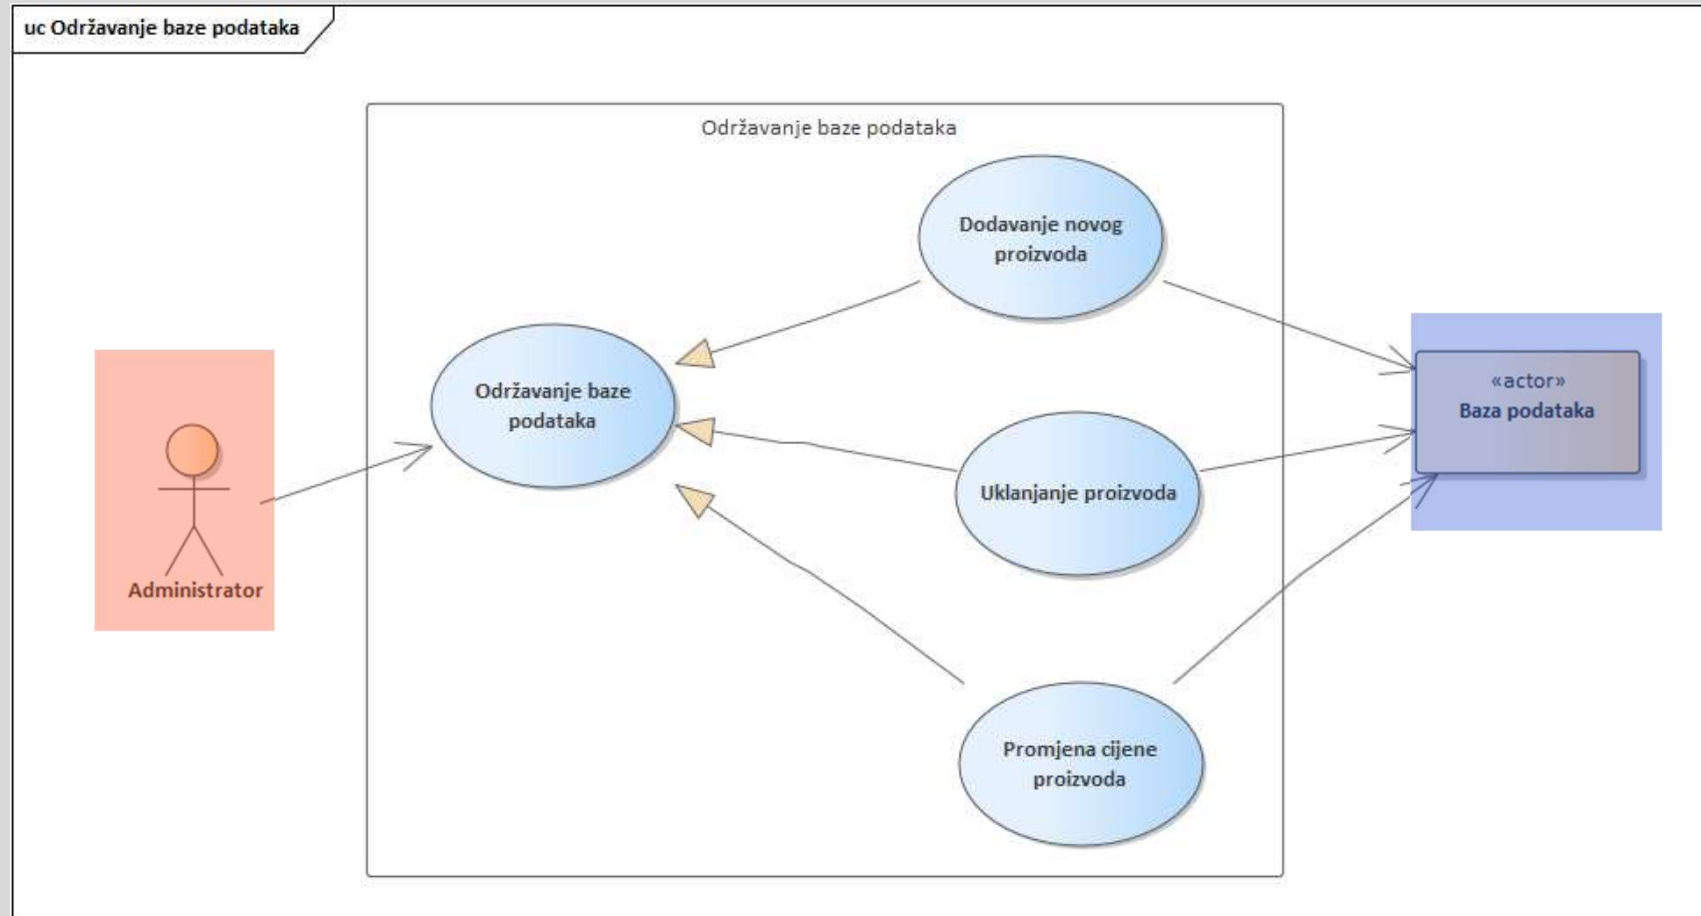 uc Održavanje baze podataka
Održavanje baze podataka
Dodavanje novog
proizvoda
Održavanje baze
podataka
«actor»
Baza podataka
Uklanjanje proizvoda
Administrator
Promjena cijene
proizvoda